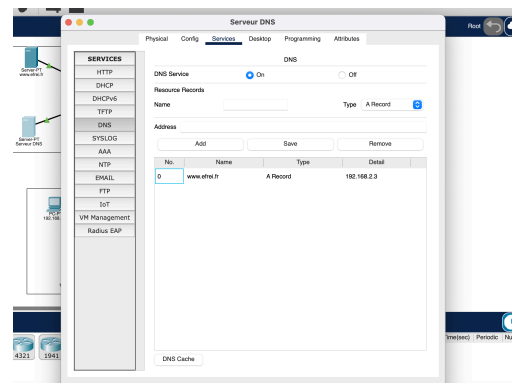 Serveur DNS
Root
Physical Config Services Desktop Programming Attributes
SERVICES
HTTP
DHCP
DHCPv6
TFTP
DNS
SYSLOG
AAA
NTP
EMAIL
FTP
IoT
VM Management
Radius EAP
DNS
DNS Service On Off
Resource Records
Name Type A Record
Address
Add Save Remove
No. Name Type Detail
0 www.efrei.fr A Record 192.168.2.3
DNS Cache
Server-PT
www.efrei.fr
Server-PT
Serveur DNS
192.168.
4321 1941
Time(sec) Periodic